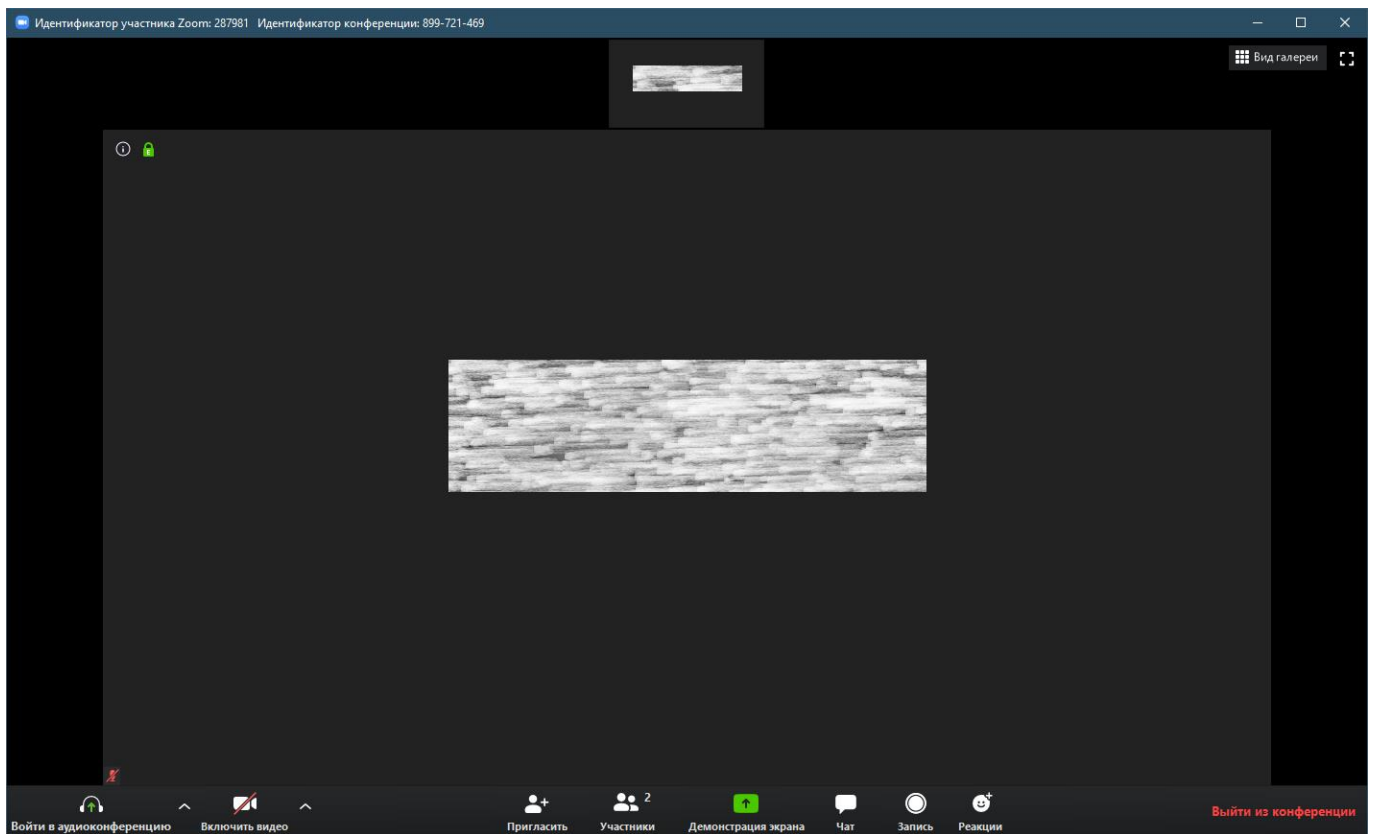 Идентификатор участника Zoom: 287981 Идентификатор конференции: 899-721-469
Вид галереи
Войти в аудиоконференцию
Включить видео
Пригласить
Участники 2
Демонстрация экрана
Чат
Запись
Реакции
Выйти из конференции